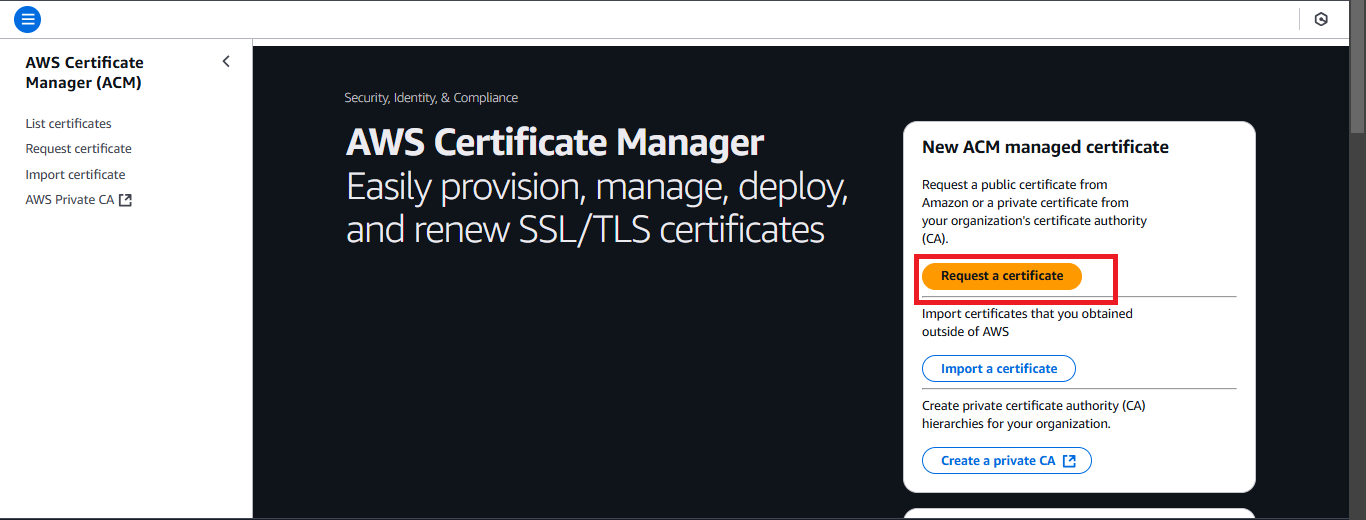 AWS Certificate
Manager (ACM)
List certificates
Request certificate
Import certificate
AWS Private CA
Security, Identity, & Compliance
AWS Certificate Manager
Easily provision, manage, deploy,
and renew SSL/TLS certificates
New ACM managed certificate
Request a public certificate from
Amazon or a private certificate from
your organization's certificate authority
(CA).
Request a certificate
Import certificates that you obtained
outside of AWS
Import a certificate
Create private certificate authority (CA)
hierarchies for your organization.
Create a private CA